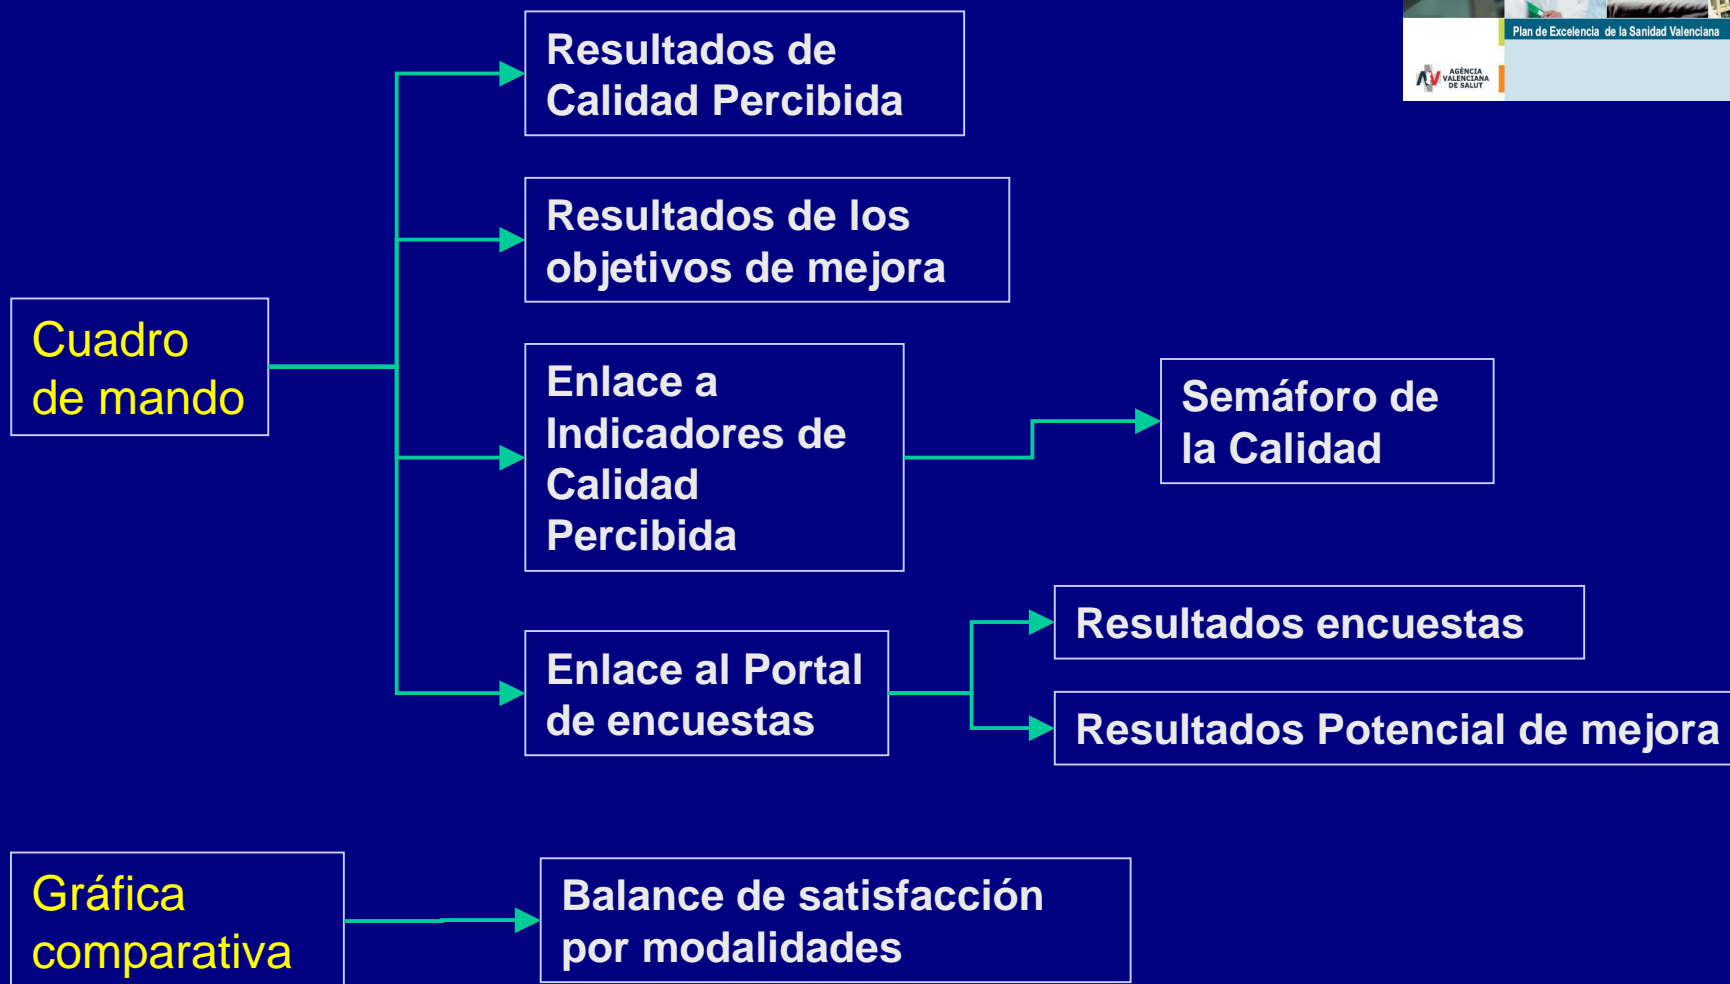 Plan de Excelencia de la Sanidad Valenciana
AGÈNCIA
VALENCIANA
DE SALUT
Resultados de
Calidad Percibida
Resultados de los
objetivos de mejora
Cuadro
de mando
Enlace a
Indicadores de
Calidad
Percibida
Semáforo de
la Calidad
Enlace al Portal
de encuestas
Resultados encuestas
Resultados Potencial de mejora
Gráfica
comparativa
Balance de satisfacción
por modalidades